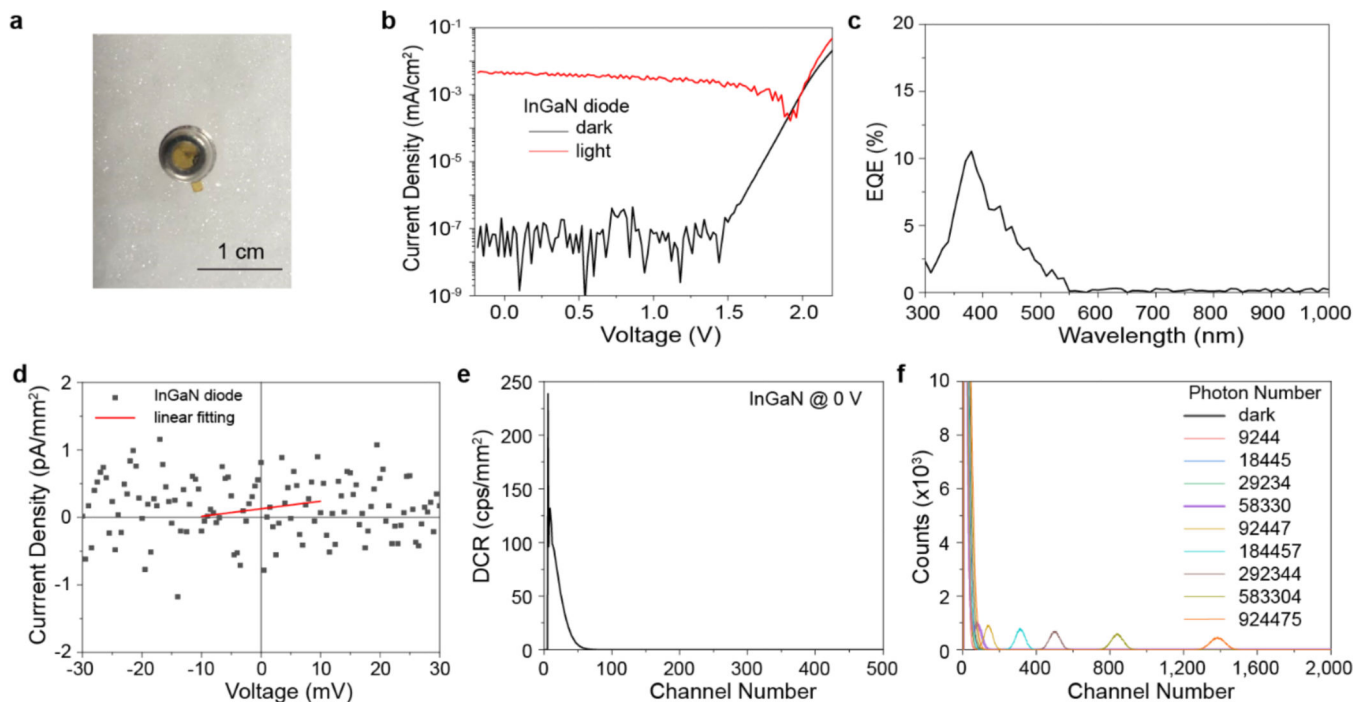 a
1 cm
b
Current Density (mA/cm²)
10⁻¹
10⁻³
10⁻⁵
10⁻⁷
10⁻⁹
InGaN diode
dark
light
0.0 0.5 1.0 1.5 2.0
Voltage (V)
c
EQE (%)
20
15
10
5
0
300 400 500 600 700 800 900 1,000
Wavelength (nm)
d
Currrent Density (pA/mm²)
2
1
0
-1
-2
InGaN diode
linear fitting
-30 -20 -10 0 10 20 30
Voltage (mV)
e
DCR (cps/mm²)
250
200
150
100
50
0
InGaN @ 0 V
0 100 200 300 400 500
Channel Number
f
Counts (x10³)
10
8
6
4
2
0
Photon Number
dark
9244
18445
29234
58330
92447
184457
292344
583304
924475
0 400 800 1,200 1,600 2,000
Channel Number